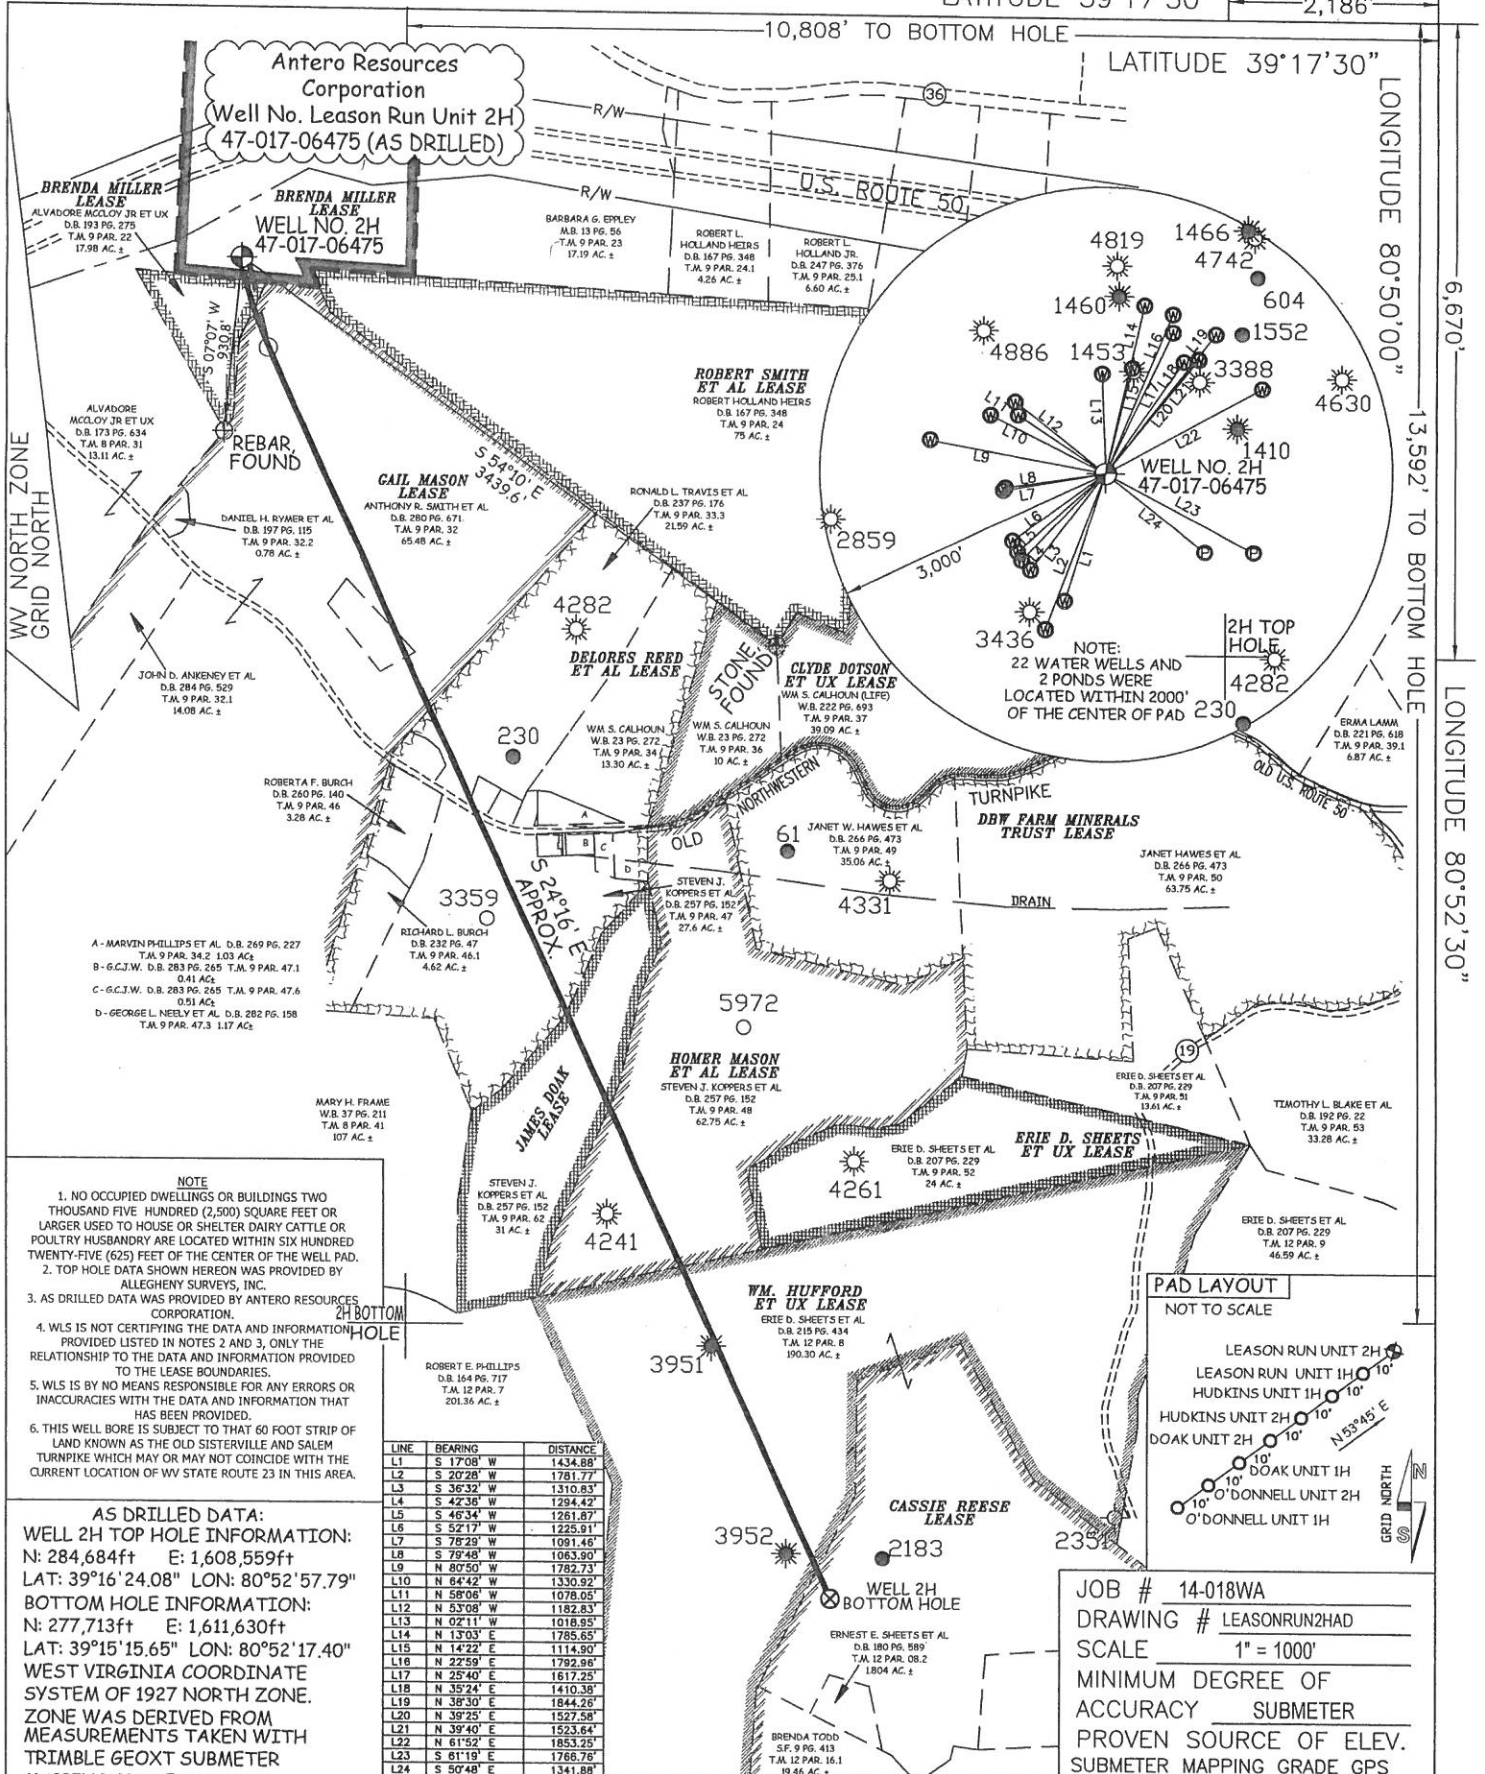 LATITUDE 39°17'30"
2,186'
10,808' TO BOTTOM HOLE
LATITUDE 39°17'30"
LONGITUDE 80°50'00"
6,670'
13,592' TO BOTTOM HOLE
LONGITUDE 80°52'30"
Antero Resources
Corporation
Well No. Leason Run Unit 2H
47-017-06475 (AS DRILLED)
R/W
R/W
36
U.S. ROUTE 50
BRENDA MILLER
LEASE
ALVADORE MCCLOY JR ET UX
D.B. 193 PG. 275
T.M. 9 PAR. 22
17.98 AC. ±
BRENDA MILLER
LEASE
WELL NO. 2H
47-017-06475
BARBARA G. EPPLEY
M.B. 13 PG. 56
T.M. 9 PAR. 23
17.19 AC. ±
ROBERT L.
HOLLAND HEIRS
D.B. 167 PG. 348
T.M. 9 PAR. 24.1
4.26 AC. ±
ROBERT L.
HOLLAND JR.
D.B. 247 PG. 376
T.M. 9 PAR. 25.1
6.60 AC. ±
S 07°07' W
930.8'
WV NORTH ZONE
GRID NORTH
ALVADORE
MCCLOY JR ET UX
D.B. 173 PG. 634
T.M. 8 PAR. 31
13.11 AC. ±
REBAR,
FOUND
ROBERT SMITH
ET AL LEASE
ROBERT HOLLAND HEIRS
D.B. 167 PG. 348
T.M. 9 PAR. 24
75 AC. ±
S 54°10' E
3439.6'
GAIL MASON
LEASE
ANTHONY R. SMITH ET AL
D.B. 280 PG. 671
T.M. 9 PAR. 32
65.48 AC. ±
RONALD L. TRAVIS ET AL
D.B. 237 PG. 176
T.M. 9 PAR. 33.3
21.59 AC. ±
DANIEL H. RYMER ET AL
D.B. 197 PG. 115
T.M. 9 PAR. 32.2
0.78 AC. ±
JOHN D. ANKENEY ET AL
D.B. 284 PG. 529
T.M. 9 PAR. 32.1
14.08 AC. ±
4819
1466
4742
604
1460
1552
4886
1453
3388
4630
1410
2859
3436
4282
230
L14
L16
L19
L15
L17
L18
L20
L21
L13
L11
L12
L10
L9
L8
L7
L6
L5
L4
L3
L2
L1
L22
L23
L24
W
P
WELL NO. 2H
47-017-06475
3,000'
NOTE:
22 WATER WELLS AND
2 PONDS WERE
LOCATED WITHIN 2000'
OF THE CENTER OF PAD
2H TOP
HOLE
4282
DELORES REED
ET AL LEASE
STONE,
FOUND
CLYDE DOTSON
ET UX LEASE
WM S. CALHOUN (LIFE)
W.B. 222 PG. 693
T.M. 9 PAR. 37
39.09 AC. ±
WM S. CALHOUN
W.B. 23 PG. 272
T.M. 9 PAR. 34
13.30 AC. ±
WM S. CALHOUN
W.B. 23 PG. 272
T.M. 9 PAR. 36
10 AC. ±
230
ERMA LAMM
D.B. 221 PG. 618
T.M. 9 PAR. 39.1
6.87 AC. ±
OLD U.S. ROUTE 50
ROBERTA F. BURCH
D.B. 260 PG. 140
T.M. 9 PAR. 46
3.28 AC. ±
OLD
NORTHWESTERN
TURNPIKE
A
B
C
D
61
JANET W. HAWES ET AL
D.B. 266 PG. 473
T.M. 9 PAR. 49
35.06 AC. ±
DBW FARM MINERALS
TRUST LEASE
JANET HAWES ET AL
D.B. 266 PG. 473
T.M. 9 PAR. 50
63.75 AC. ±
4331
DRAIN
S 24°16' E
APPROX.
3359
RICHARD L. BURCH
D.B. 232 PG. 47
T.M. 9 PAR. 46.1
4.62 AC. ±
STEVEN J.
KOPPERS ET AL
D.B. 257 PG. 152
T.M. 9 PAR. 47
27.6 AC. ±
A - MARVIN PHILLIPS ET AL D.B. 269 PG. 227
T.M. 9 PAR. 34.2 1.03 AC±
B - G.C.J.W. D.B. 283 PG. 265 T.M. 9 PAR. 47.1
0.41 AC±
C - G.C.J.W. D.B. 283 PG. 265 T.M. 9 PAR. 47.6
0.51 AC±
D - GEORGE L. NEELY ET AL D.B. 282 PG. 158
T.M. 9 PAR. 47.3 1.17 AC±
5972
HOMER MASON
ET AL LEASE
STEVEN J. KOPPERS ET AL
D.B. 257 PG. 152
T.M. 9 PAR. 48
62.75 AC. ±
19
ERIE D. SHEETS ET AL
D.B. 207 PG. 229
T.M. 9 PAR. 51
13.61 AC. ±
TIMOTHY L. BLAKE ET AL
D.B. 192 PG. 22
T.M. 9 PAR. 53
33.28 AC. ±
MARY H. FRAME
W.B. 37 PG. 211
T.M. 8 PAR. 41
107 AC. ±
JAMES DOAK
LEASE
ERIE D. SHEETS
ET UX LEASE
ERIE D. SHEETS ET AL
D.B. 207 PG. 229
T.M. 9 PAR. 52
24 AC. ±
4261
STEVEN J.
KOPPERS ET AL
D.B. 257 PG. 152
T.M. 9 PAR. 62
31 AC. ±
4241
ERIE D. SHEETS ET AL
D.B. 207 PG. 229
T.M. 12 PAR. 9
46.59 AC. ±
NOTE
1. NO OCCUPIED DWELLINGS OR BUILDINGS TWO
THOUSAND FIVE HUNDRED (2,500) SQUARE FEET OR
LARGER USED TO HOUSE OR SHELTER DAIRY CATTLE OR
POULTRY HUSBANDRY ARE LOCATED WITHIN SIX HUNDRED
TWENTY-FIVE (625) FEET OF THE CENTER OF THE WELL PAD.
2. TOP HOLE DATA SHOWN HEREON WAS PROVIDED BY
ALLEGHENY SURVEYS, INC.
3. AS DRILLED DATA WAS PROVIDED BY ANTERO RESOURCES
CORPORATION.
4. WLS IS NOT CERTIFYING THE DATA AND INFORMATION
PROVIDED LISTED IN NOTES 2 AND 3, ONLY THE
RELATIONSHIP TO THE DATA AND INFORMATION PROVIDED
TO THE LEASE BOUNDARIES.
5. WLS IS BY NO MEANS RESPONSIBLE FOR ANY ERRORS OR
INACCURACIES WITH THE DATA AND INFORMATION THAT
HAS BEEN PROVIDED.
6. THIS WELL BORE IS SUBJECT TO THAT 60 FOOT STRIP OF
LAND KNOWN AS THE OLD SISTERVILLE AND SALEM
TURNPIKE WHICH MAY OR MAY NOT COINCIDE WITH THE
CURRENT LOCATION OF WV STATE ROUTE 23 IN THIS AREA.
2H BOTTOM
HOLE
WM. HUFFORD
ET UX LEASE
ERIE D. SHEETS ET AL
D.B. 215 PG. 434
T.M. 12 PAR. 8
190.30 AC. ±
3951
ROBERT E. PHILLIPS
D.B. 164 PG. 717
T.M. 12 PAR. 7
201.36 AC. ±
PAD LAYOUT
NOT TO SCALE
LEASON RUN UNIT 2H
LEASON RUN UNIT 1H
HUDKINS UNIT 1H
HUDKINS UNIT 2H
DOAK UNIT 2H
DOAK UNIT 1H
O'DONNELL UNIT 2H
O'DONNELL UNIT 1H
10'
10'
10'
10'
10'
10'
10'
N 53°45' E
GRID NORTH
N
S
LINE BEARING DISTANCE
L1 S 17°08' W 1434.88'
L2 S 20°28' W 1781.77'
L3 S 36°32' W 1310.83'
L4 S 42°36' W 1294.42'
L5 S 46°34' W 1261.87'
L6 S 52°17' W 1225.91'
L7 S 78°29' W 1091.46'
L8 S 79°48' W 1063.90'
L9 N 80°50' W 1782.73'
L10 N 64°42' W 1330.92'
L11 N 58°06' W 1078.05'
L12 N 53°08' W 1182.83'
L13 N 02°11' W 1018.95'
L14 N 13°03' E 1785.65'
L15 N 14°22' E 1114.90'
L16 N 22°59' E 1792.96'
L17 N 25°40' E 1617.25'
L18 N 35°24' E 1410.38'
L19 N 38°30' E 1844.26'
L20 N 39°25' E 1527.58'
L21 N 39°40' E 1523.64'
L22 N 61°52' E 1853.25'
L23 S 61°19' E 1766.76'
L24 S 50°48' E 1341.88'
CASSIE REESE
LEASE
3952
2183
2351
WELL 2H
BOTTOM HOLE
ERNEST E. SHEETS ET AL
D.B. 180 PG. 589
T.M. 12 PAR. 08.2
1.804 AC. ±
BRENDA TODD
S.F. 9 PG. 413
T.M. 12 PAR. 16.1
19.46 AC. ±
AS DRILLED DATA:
WELL 2H TOP HOLE INFORMATION:
N: 284,684ft E: 1,608,559ft
LAT: 39°16'24.08" LON: 80°52'57.79"
BOTTOM HOLE INFORMATION:
N: 277,713ft E: 1,611,630ft
LAT: 39°15'15.65" LON: 80°52'17.40"
WEST VIRGINIA COORDINATE
SYSTEM OF 1927 NORTH ZONE.
ZONE WAS DERIVED FROM
MEASUREMENTS TAKEN WITH
TRIMBLE GEOXT SUBMETER
JOB # 14-018WA
DRAWING # LEASONRUN2HAD
SCALE 1" = 1000'
MINIMUM DEGREE OF
ACCURACY SUBMETER
PROVEN SOURCE OF ELEV.
SUBMETER MAPPING GRADE GPS